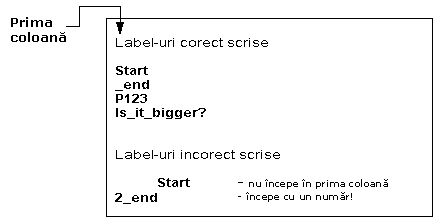 Prima
coloană
Label-uri corect scrise
Start
_end
P123
Is_it_bigger?
Label-uri incorect scrise
Start - nu începe în prima coloană
2_end - începe cu un număr!